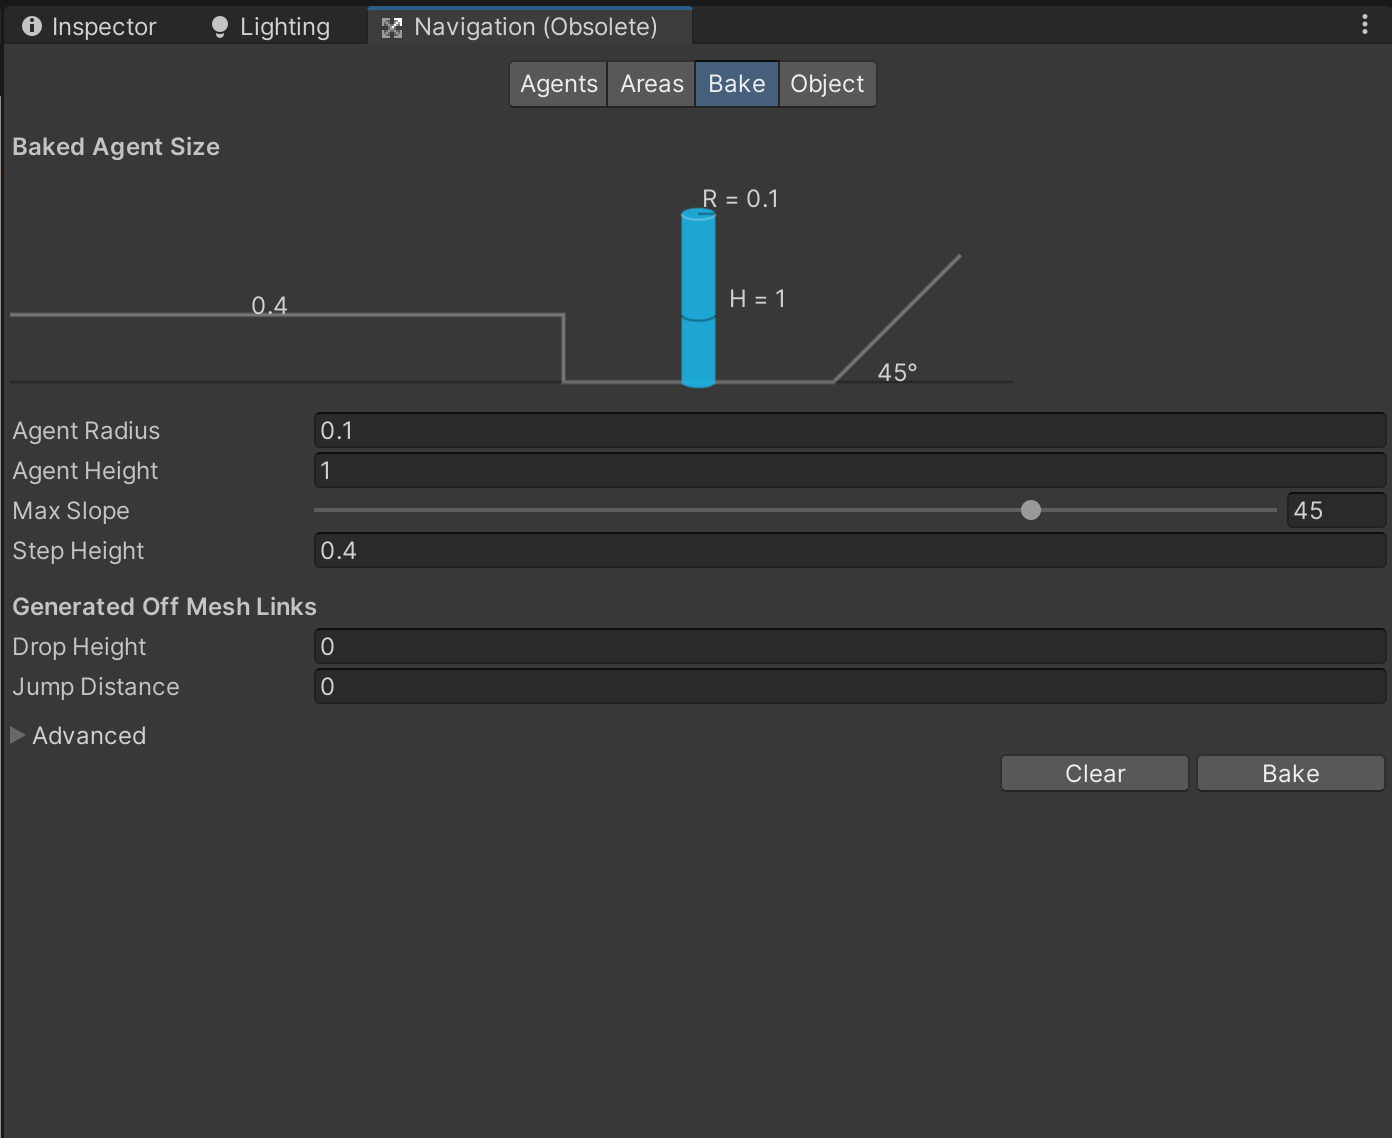 Inspector Lighting Navigation (Obsolete)
Agents Areas Bake Object
Baked Agent Size
R = 0.1
H = 1
0.4
45°
Agent Radius 0.1
Agent Height 1
Max Slope 45
Step Height 0.4
Generated Off Mesh Links
Drop Height 0
Jump Distance 0
Advanced
Clear Bake